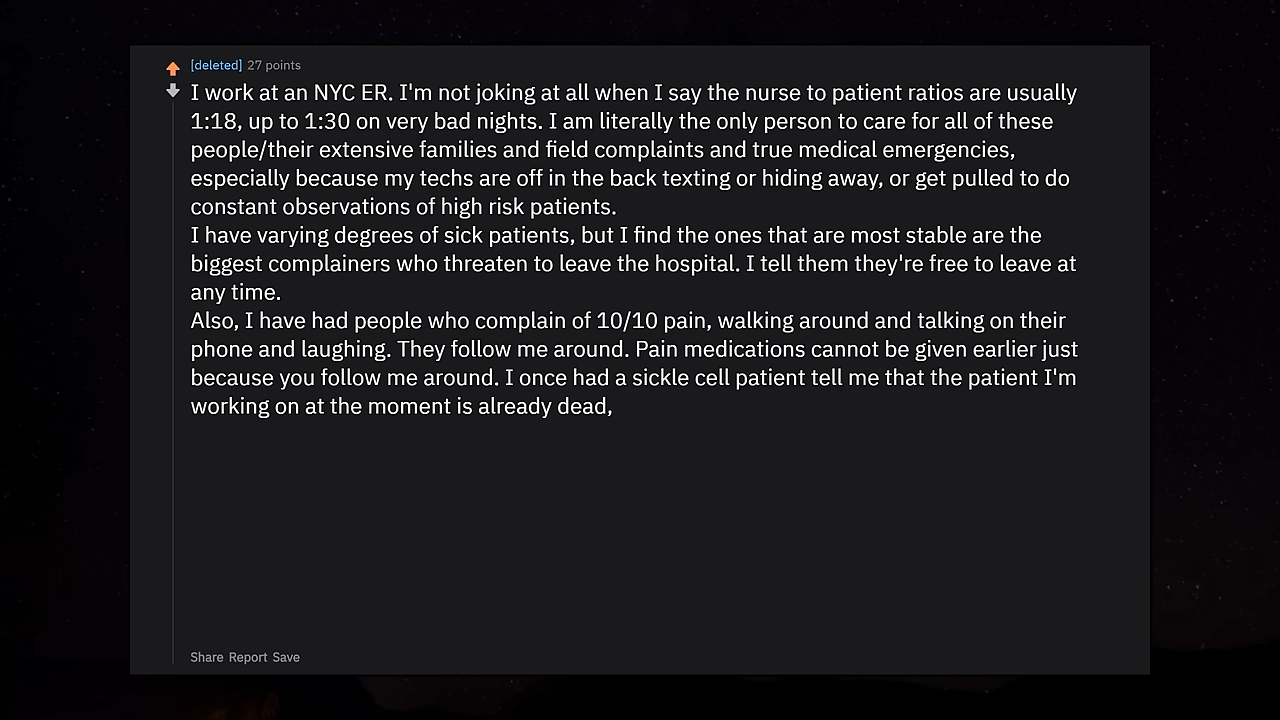 [deleted] 27 points
I work at an NYC ER. I'm not joking at all when I say the nurse to patient ratios are usually
1:18, up to 1:30 on very bad nights. I am literally the only person to care for all of these
people/their extensive families and field complaints and true medical emergencies,
especially because my techs are off in the back texting or hiding away, or get pulled to do
constant observations of high risk patients.
I have varying degrees of sick patients, but I find the ones that are most stable are the
biggest complainers who threaten to leave the hospital. I tell them they're free to leave at
any time.
Also, I have had people who complain of 10/10 pain, walking around and talking on their
phone and laughing. They follow me around. Pain medications cannot be given earlier just
because you follow me around. I once had a sickle cell patient tell me that the patient I'm
working on at the moment is already dead,
Share Report Save